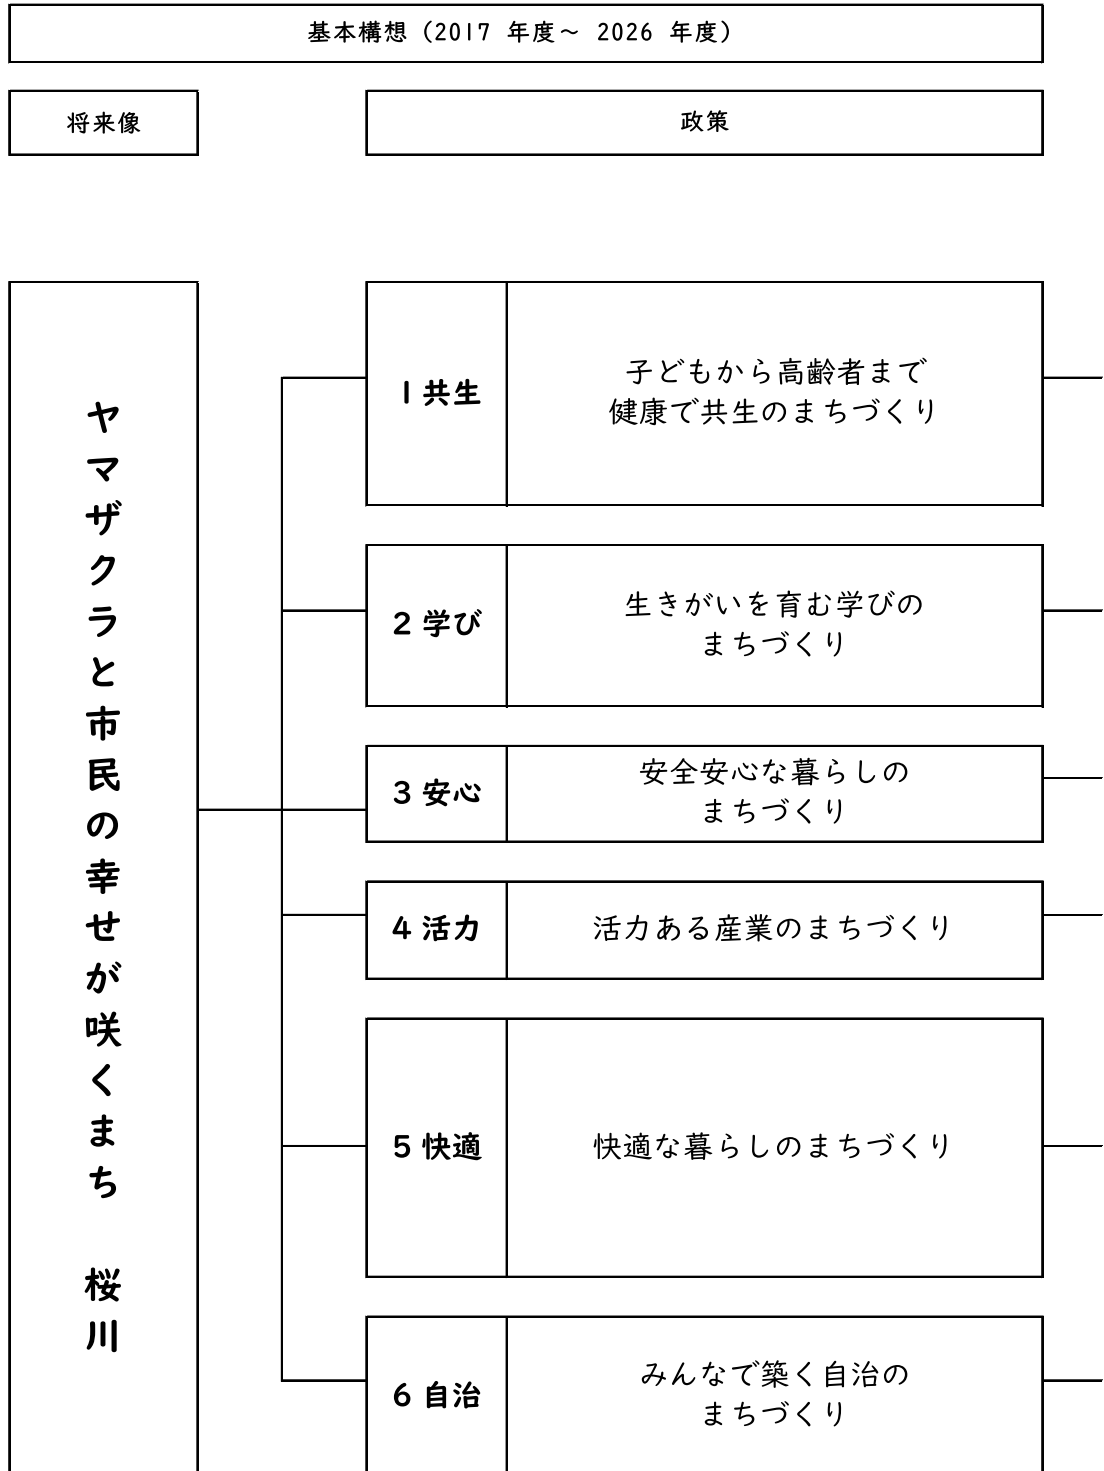 基本構想（2017 年度～ 2026 年度）
将来像
政策
ヤマザクラと市民の幸せが咲くまち　桜川
1 共生
子どもから高齢者まで
健康で共生のまちづくり
2 学び
生きがいを育む学びの
まちづくり
3 安心
安全安心な暮らしの
まちづくり
4 活力
活力ある産業のまちづくり
5 快適
快適な暮らしのまちづくり
6 自治
みんなで築く自治の
まちづくり